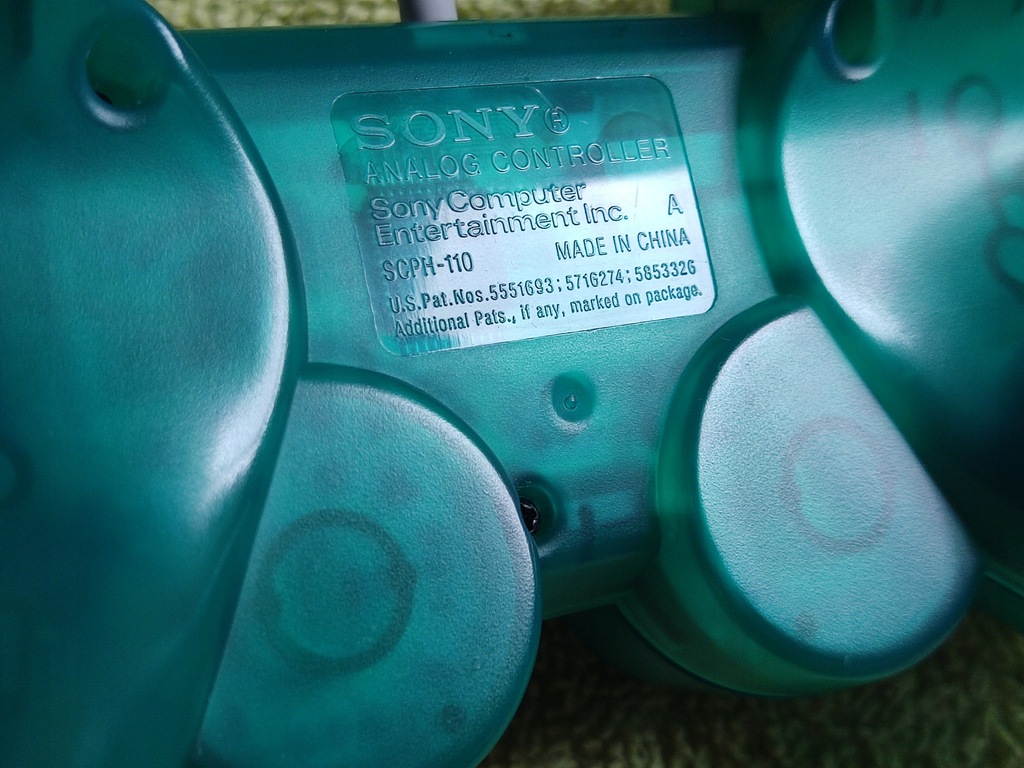 SONY®
ANALOG CONTROLLER
Sony Computer
Entertainment Inc. A
SCPH-110 MADE IN CHINA
U.S.Pat.Nos.5551693; 5716274; 5853326
Additional Pats., if any, marked on package.